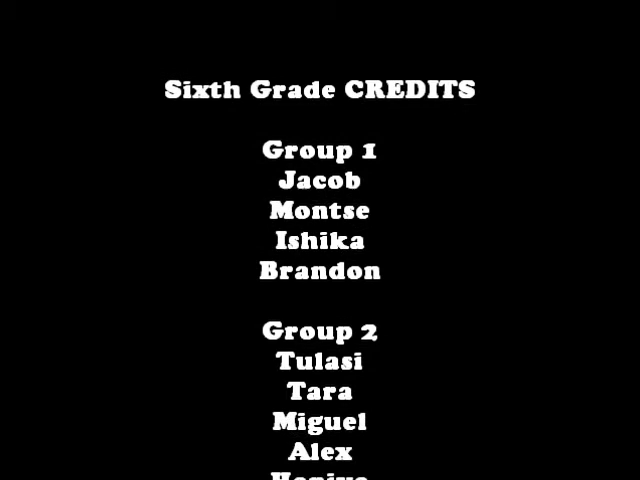 Sixth Grade CREDITS
Group 1
Jacob
Montse
Ishika
Brandon
Group 2
Tulasi
Tara
Miguel
Alex